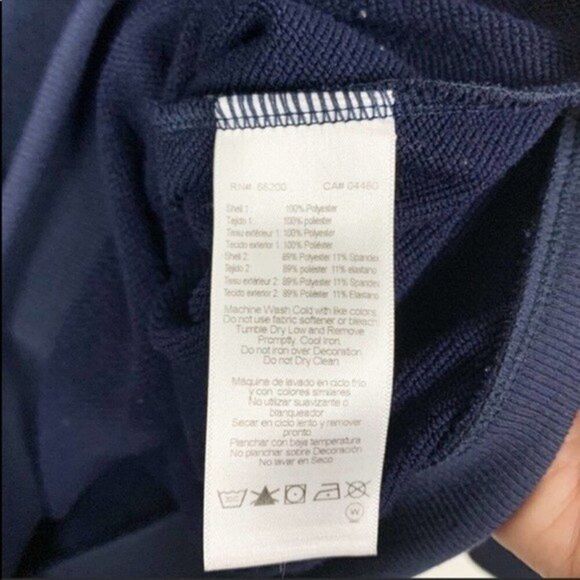 RN#: 66200 CA# 04460
Shell 1: 100% Polyester
Tejido 1: 100% poliester
Tissu extérieur 1: 100% Polyester
Tecido exterior 1: 100% Poliéster
Shell 2: 89% Polyester 11% Spandex
Tejido 2: 89% poliester 11% elastano
Tissu extérieur 2: 89% Polyester 11% Spandex
Tecido exterior 2: 89% Poliéster 11% Elastano
Machine Wash Cold with like colors.
Do not use fabric softener or bleach.
Tumble Dry Low and Remove
Promptly. Cool Iron.
Do not iron over Decoration.
Do not Dry Clean.
Máquina de lavado en ciclo frío
y con colores similares
No utilizar suavizante o
blanqueador
Secar en ciclo lento y remover
pronto
Planchar con baja temperatura
No planchar sobre Decoración
No lavar en Seco
W